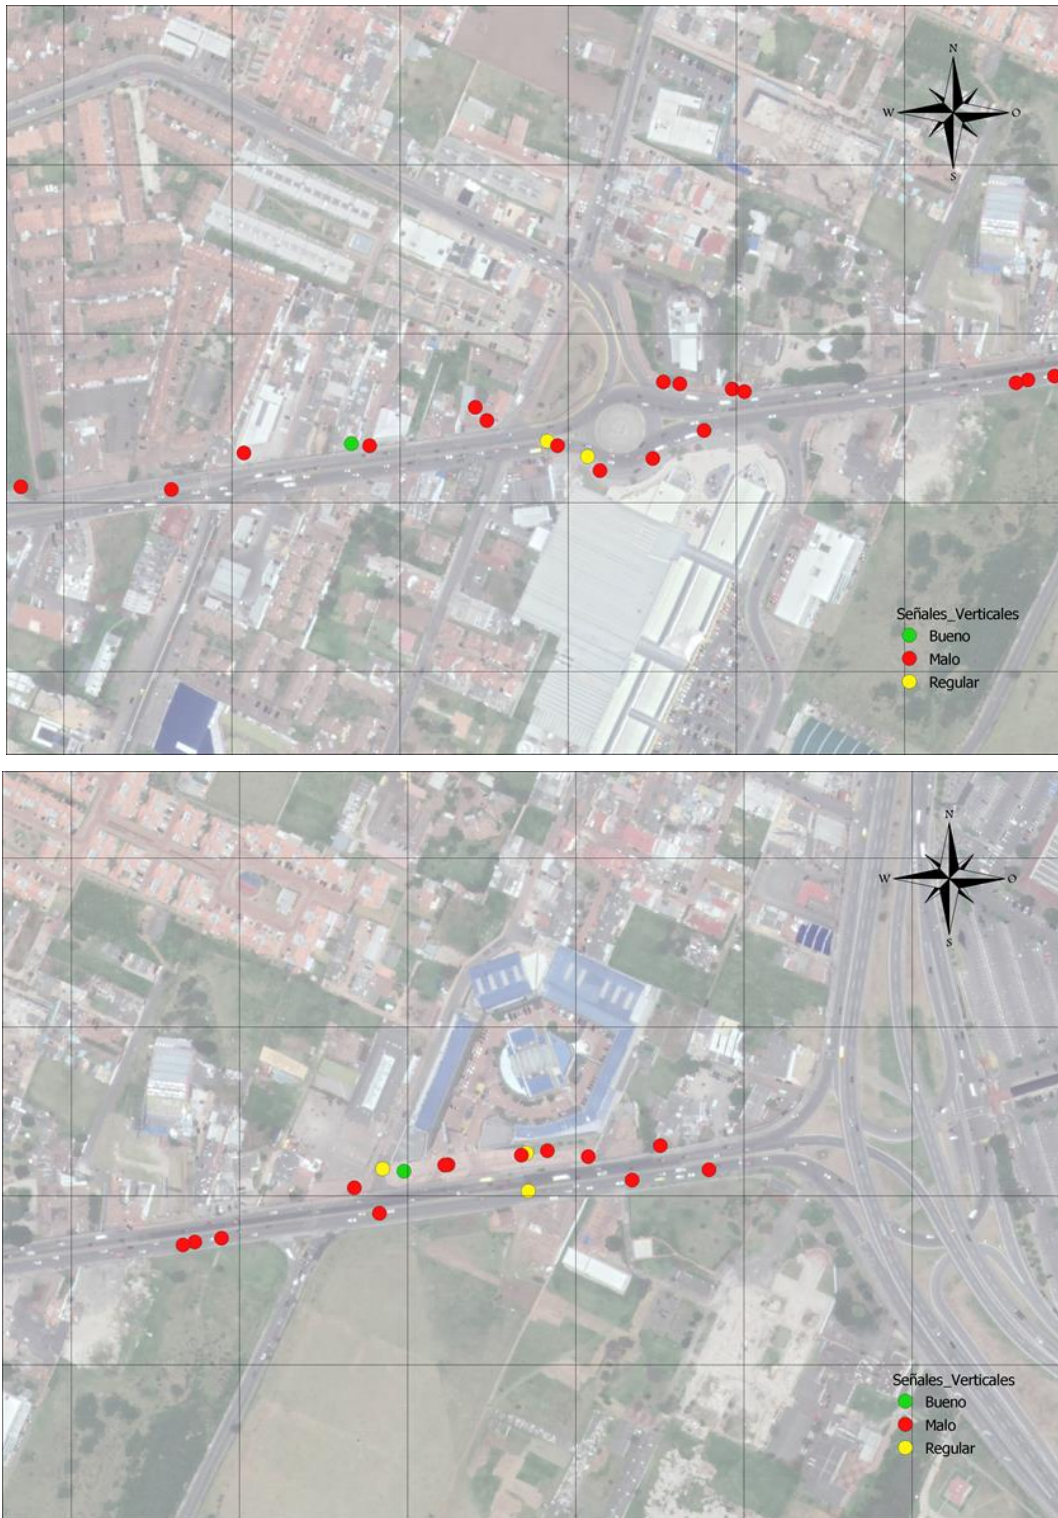 N
W O
S
Señales_Verticales
Bueno
Malo
Regular
N
W O
S
Señales_Verticales
Bueno
Malo
Regular